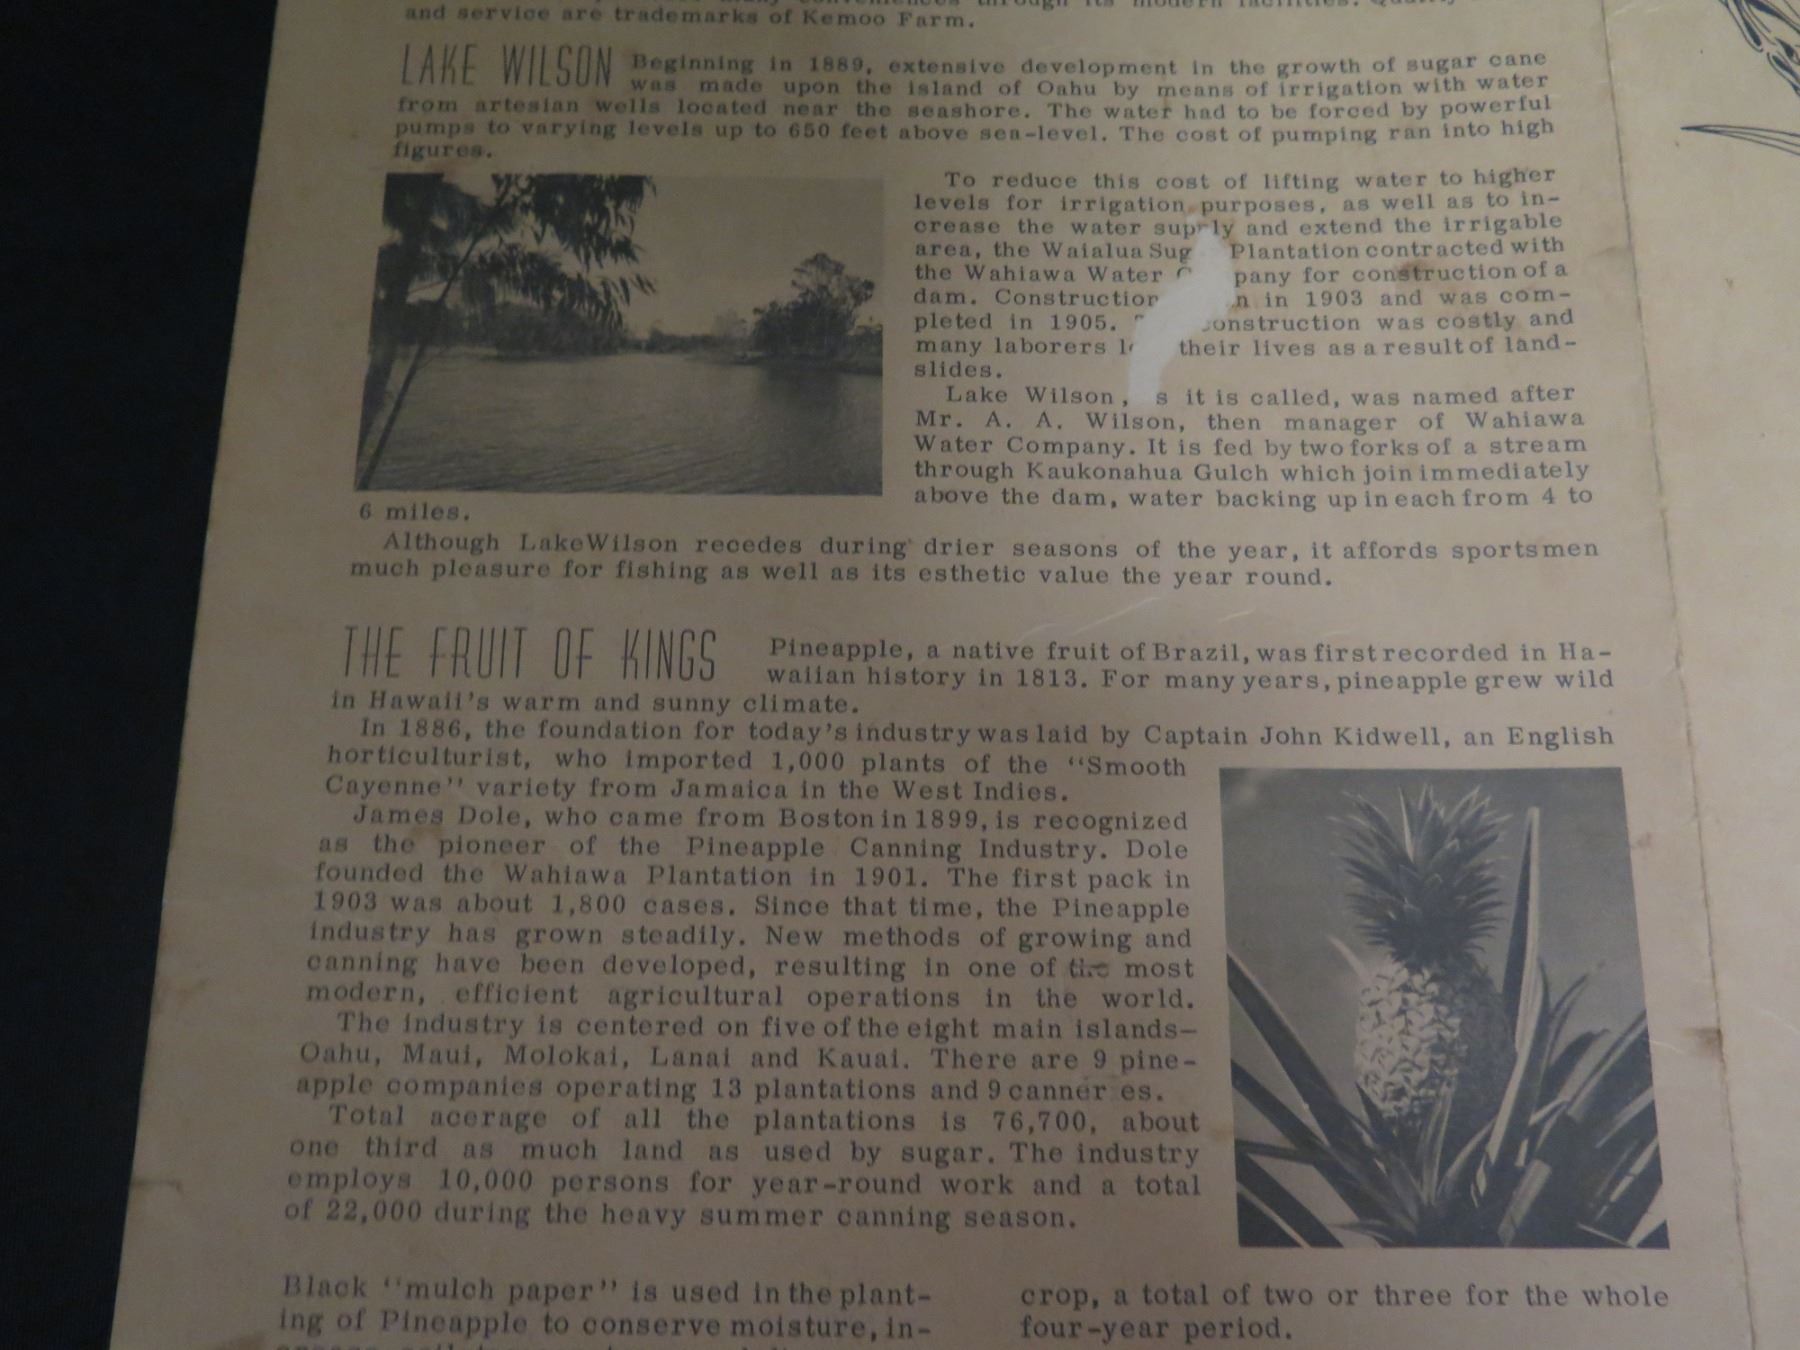 and service are trademarks of Kemoo Farm.
LAKE WILSON Beginning in 1889, extensive development in the growth of sugar cane
was made upon the island of Oahu by means of irrigation with water
from artesian wells located near the seashore. The water had to be forced by powerful
pumps to varying levels up to 650 feet above sea-level. The cost of pumping ran into high
figures.
To reduce this cost of lifting water to higher
levels for irrigation purposes, as well as to in-
crease the water supply and extend the irrigable
area, the Waialua Sug Plantation contracted with
the Wahiawa Water C pany for construction of a
dam. Construction n in 1903 and was com-
pleted in 1905. construction was costly and
many laborers l their lives as a result of land-
slides.
Lake Wilson, s it is called, was named after
Mr. A. A. Wilson, then manager of Wahiawa
Water Company. It is fed by two forks of a stream
through Kaukonahua Gulch which join immediately
above the dam, water backing up in each from 4 to
6 miles.
Although Lake Wilson recedes during drier seasons of the year, it affords sportsmen
much pleasure for fishing as well as its esthetic value the year round.
THE FRUIT OF KINGS Pineapple, a native fruit of Brazil, was first recorded in Ha-
waiian history in 1813. For many years, pineapple grew wild
in Hawaii's warm and sunny climate.
In 1886, the foundation for today's industry was laid by Captain John Kidwell, an English
horticulturist, who imported 1,000 plants of the "Smooth
Cayenne" variety from Jamaica in the West Indies.
James Dole, who came from Boston in 1899, is recognized
as the pioneer of the Pineapple Canning Industry. Dole
founded the Wahiawa Plantation in 1901. The first pack in
1903 was about 1,800 cases. Since that time, the Pineapple
industry has grown steadily. New methods of growing and
canning have been developed, resulting in one of the most
modern, efficient agricultural operations in the world.
The industry is centered on five of the eight main islands—
Oahu, Maui, Molokai, Lanai and Kauai. There are 9 pine-
apple companies operating 13 plantations and 9 canner es.
Total acerage of all the plantations is 76,700, about
one third as much land as used by sugar. The industry
employs 10,000 persons for year-round work and a total
of 22,000 during the heavy summer canning season.
Black "mulch paper" is used in the plant-
ing of Pineapple to conserve moisture, in-
crop, a total of two or three for the whole
four-year period.